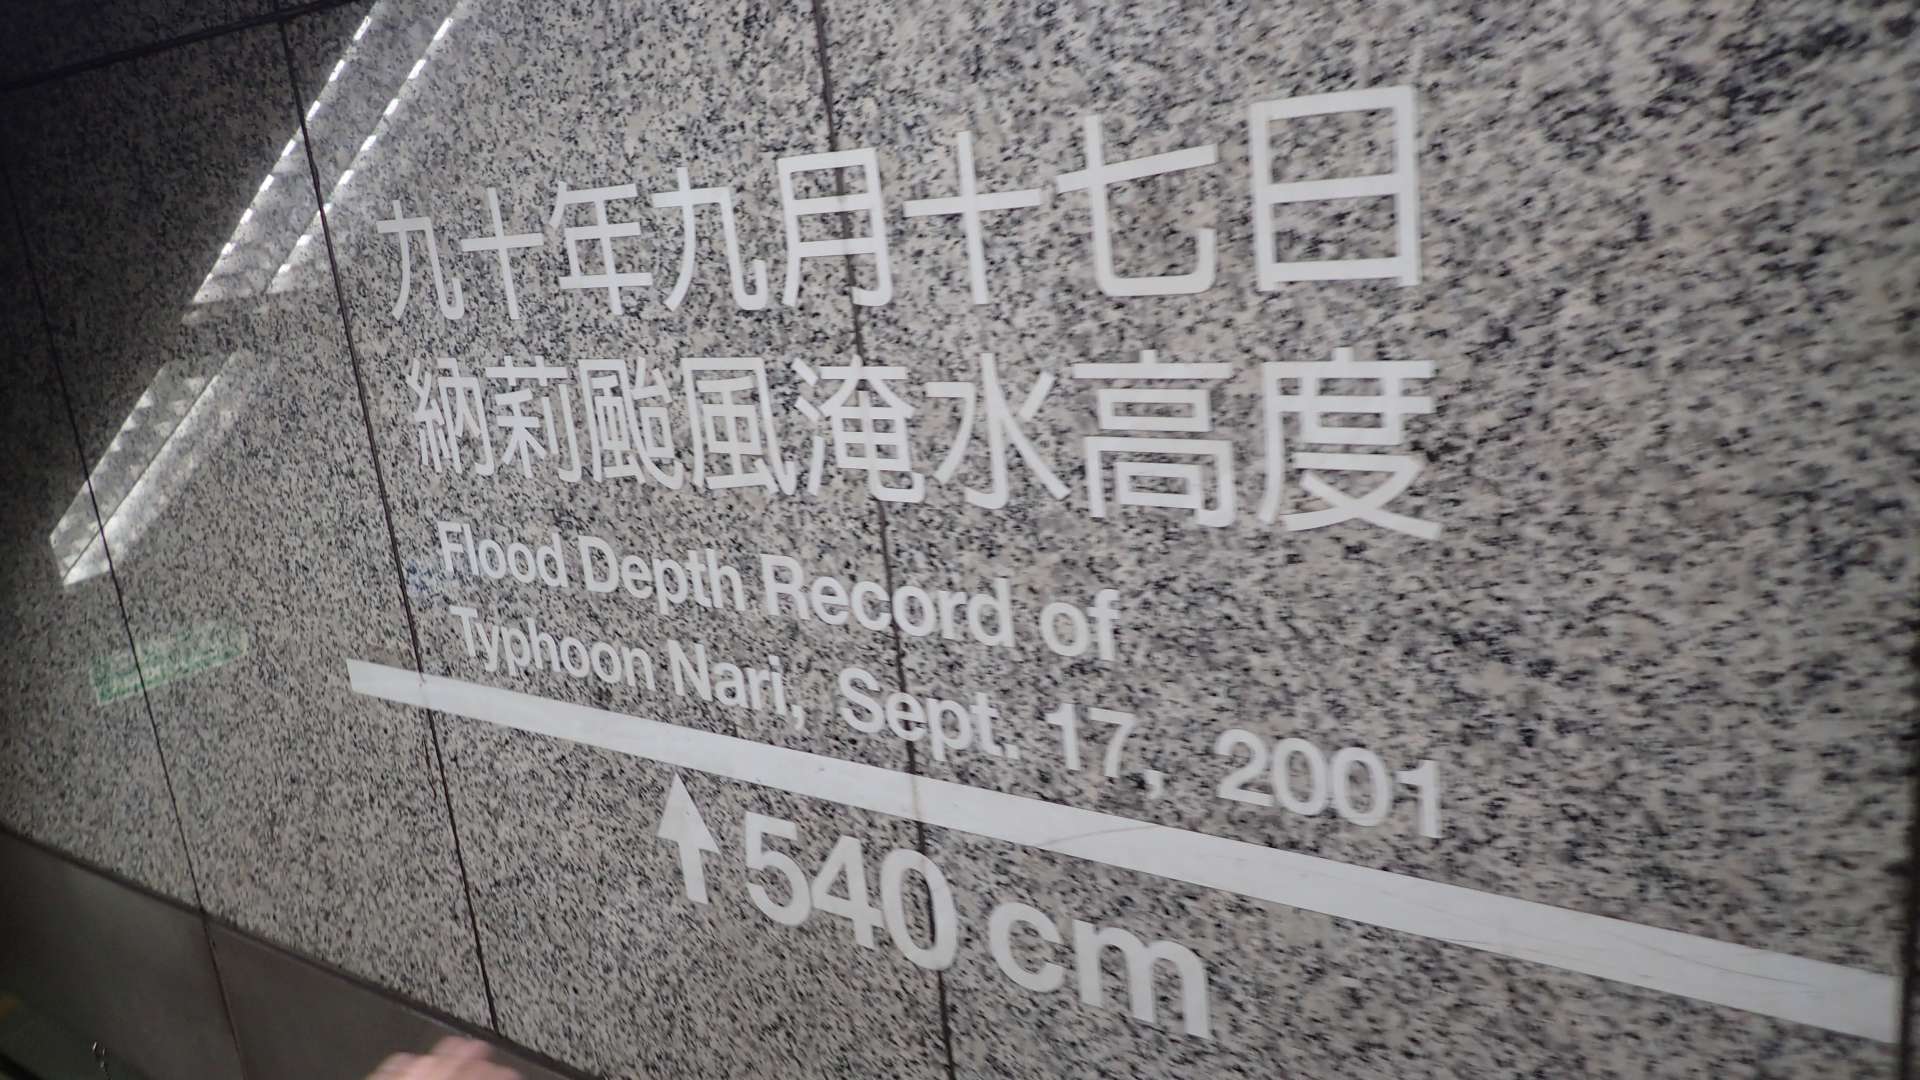 九十年九月十七日
納莉颱風淹水高度
Flood Depth Record of
Typhoon Nari, Sept. 17, 2001
↑540 cm